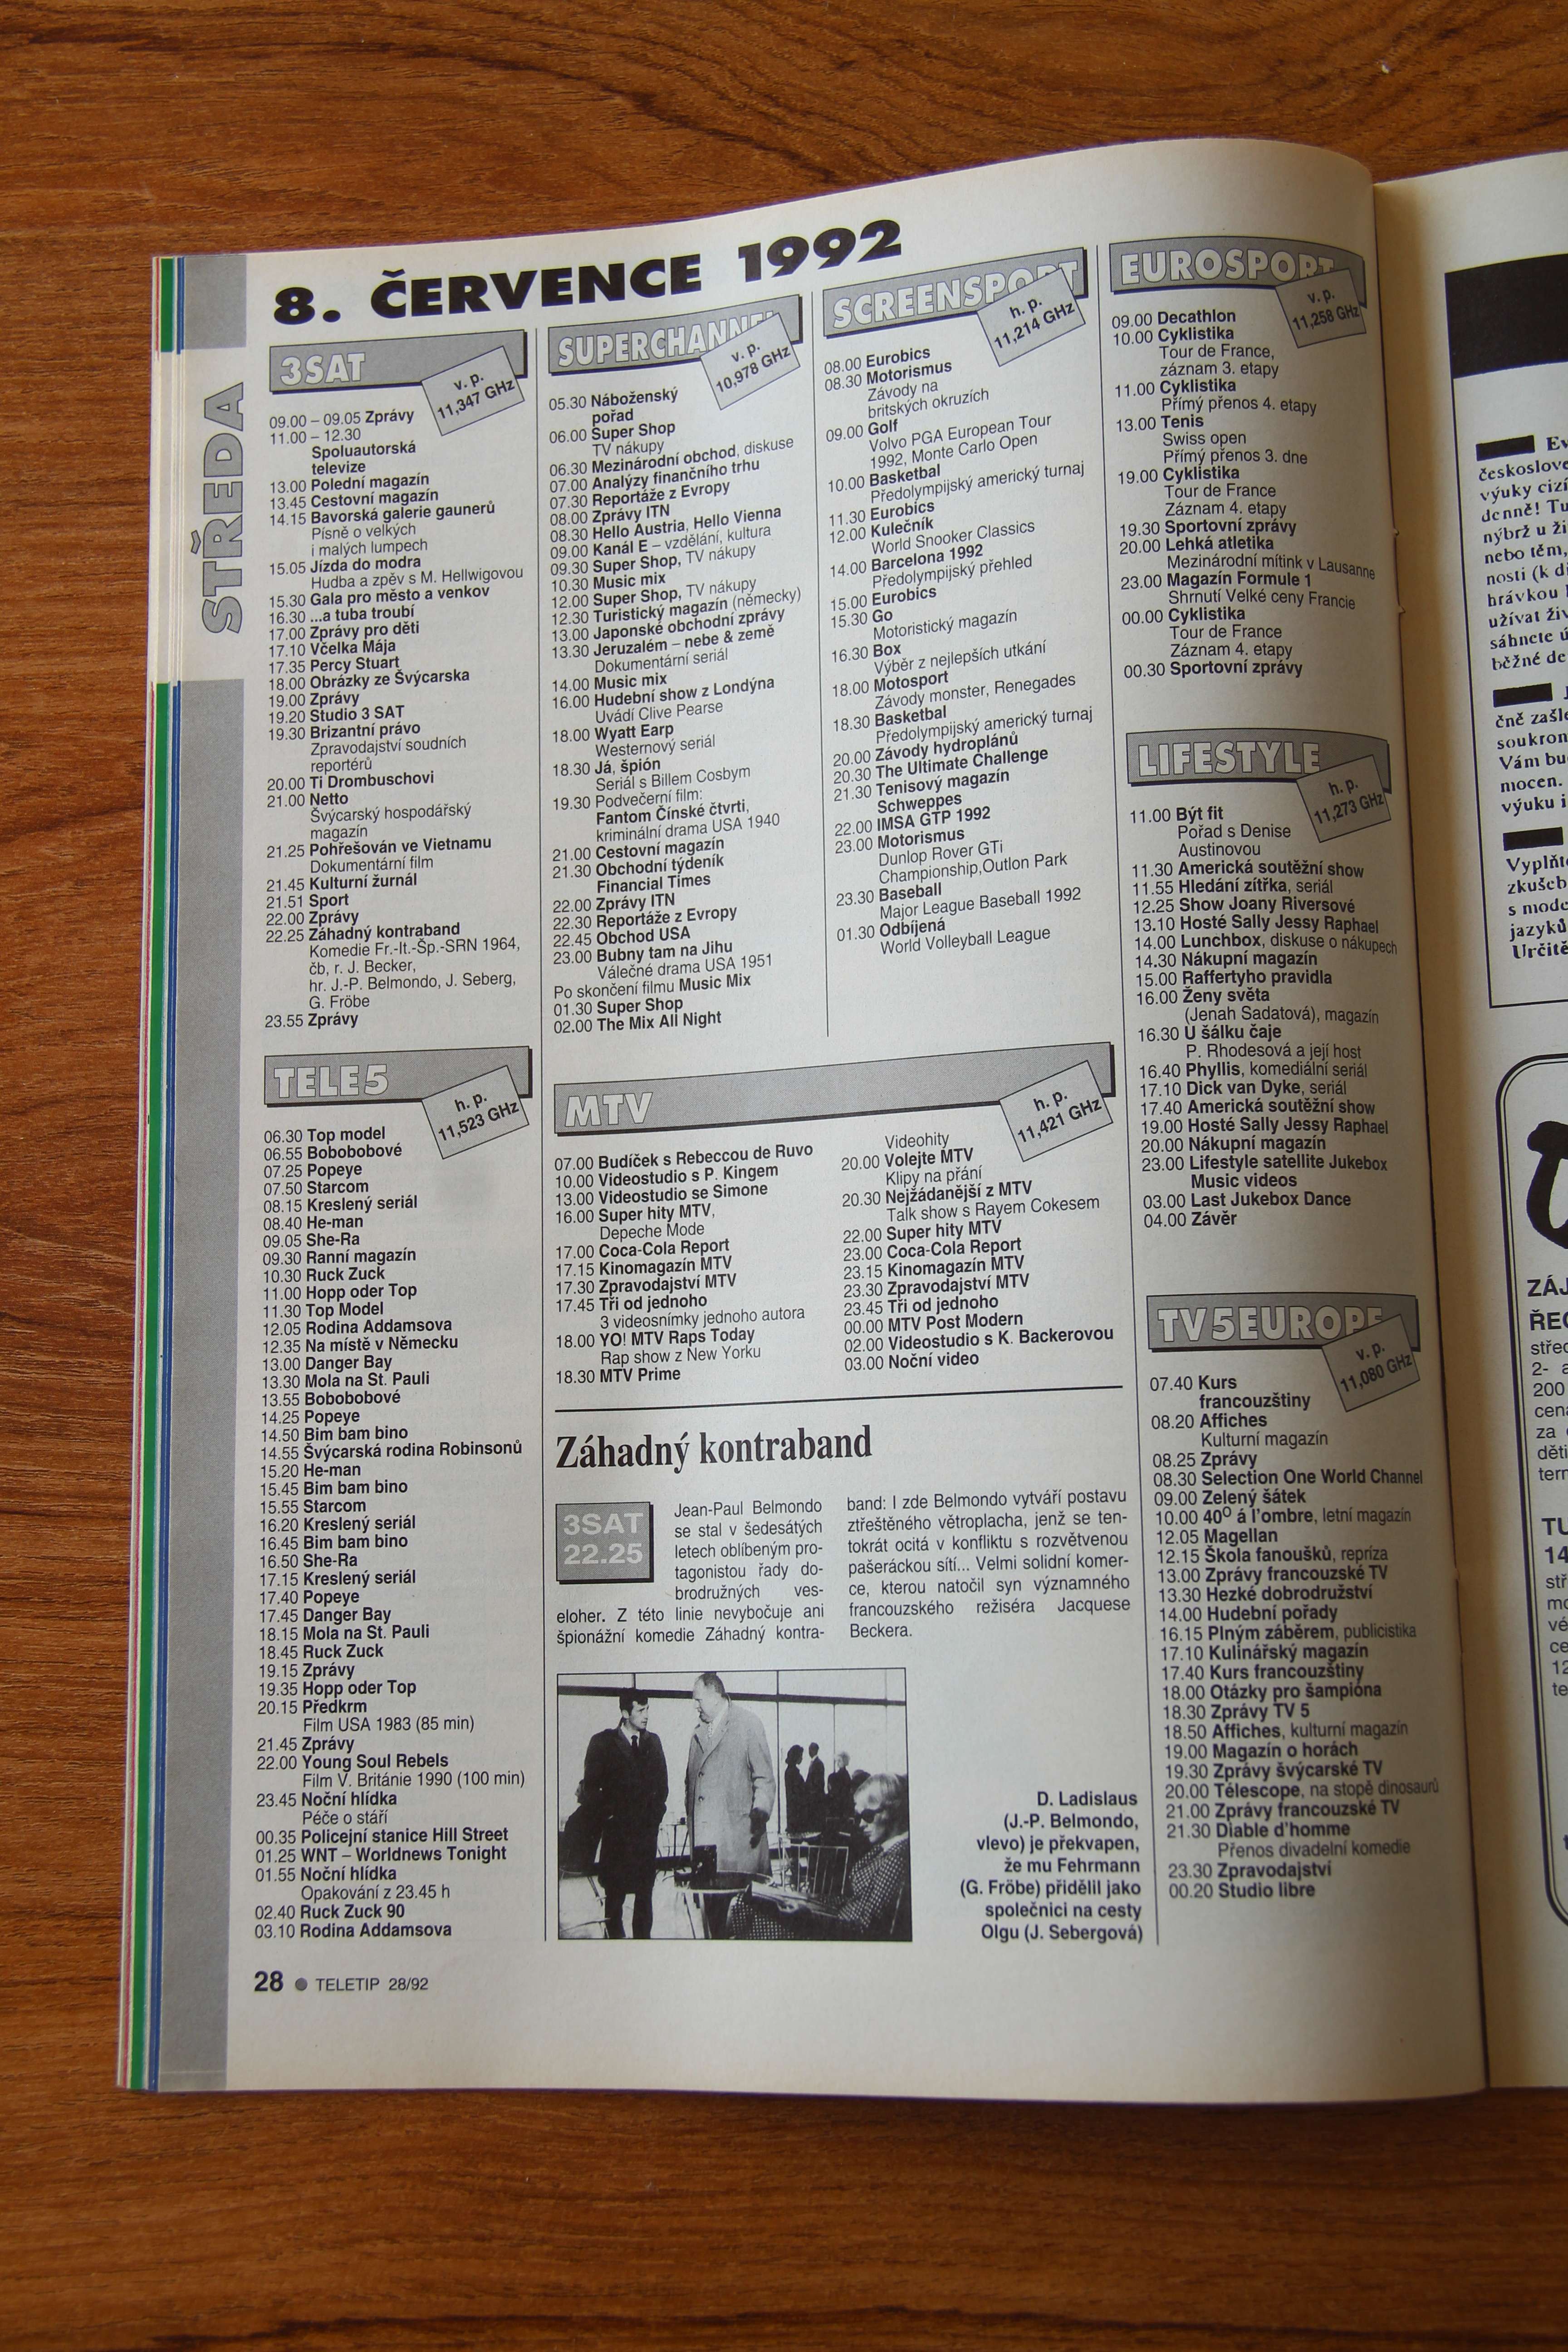 8. ČERVENCE 1992
STŘEDA
3SAT
v. p.
11,347 GHz
09.00 – 09.05 Zprávy
11.00 – 12.30
Spoluautorská
televize
13.00 Polední magazín
13.45 Cestovní magazín
14.15 Bavorská galerie gaunerů
Písně o velkých
i malých lumpech
15.05 Jízda do modra
Hudba a zpěv s M. Hellwigovou
15.30 Gala pro město a venkov
16.30 ...a tuba troubí
17.00 Zprávy pro děti
17.10 Včelka Mája
17.35 Percy Stuart
18.00 Obrázky ze Švýcarska
19.00 Zprávy
19.20 Studio 3 SAT
19.30 Brizantní právo
Zpravodajství soudních
reportérů
20.00 Ti Drombuschovi
21.00 Netto
Švýcarský hospodářský
magazín
21.25 Pohřešován ve Vietnamu
Dokumentární film
21.45 Kulturní žurnál
21.51 Sport
22.00 Zprávy
22.25 Záhadný kontraband
Komedie Fr.-It.-Šp.-SRN 1964,
čb, r. J. Becker,
hr. J.-P. Belmondo, J. Seberg,
G. Fröbe
23.55 Zprávy
TELE5
h. p.
11,523 GHz
06.30 Top model
06.55 Bobobobové
07.25 Popeye
07.50 Starcom
08.15 Kreslený seriál
08.40 He-man
09.05 She-Ra
09.30 Ranní magazín
10.30 Ruck Zuck
11.00 Hopp oder Top
11.30 Top Model
12.05 Rodina Addamsova
12.35 Na místě v Německu
13.00 Danger Bay
13.30 Mola na St. Pauli
13.55 Bobobobové
14.25 Popeye
14.50 Bim bam bino
14.55 Švýcarská rodina Robinsonů
15.20 He-man
15.45 Bim bam bino
15.55 Starcom
16.20 Kreslený seriál
16.45 Bim bam bino
16.50 She-Ra
17.15 Kreslený seriál
17.40 Popeye
17.45 Danger Bay
18.15 Mola na St. Pauli
18.45 Ruck Zuck
19.15 Zprávy
19.35 Hopp oder Top
20.15 Předkrm
Film USA 1983 (85 min)
21.45 Zprávy
22.00 Young Soul Rebels
Film V. Británie 1990 (100 min)
23.45 Noční hlídka
Péče o stáří
00.35 Policejní stanice Hill Street
01.25 WNT – Worldnews Tonight
01.55 Noční hlídka
Opakování z 23.45 h
02.40 Ruck Zuck 90
03.10 Rodina Addamsova
SUPERCHANNEL
v. p.
10,978 GHz
05.30 Náboženský
pořad
06.00 Super Shop
TV nákupy
06.30 Mezinárodní obchod, diskuse
07.00 Analýzy finančního trhu
07.30 Reportáže z Evropy
08.00 Zprávy ITN
08.30 Hello Austria, Hello Vienna
09.00 Kanál E – vzdělání, kultura
09.30 Super Shop, TV nákupy
10.30 Music mix
12.00 Super Shop, TV nákupy
12.30 Turistický magazín (německy)
13.00 Japonské obchodní zprávy
13.30 Jeruzalém – nebe & země
Dokumentární seriál
14.00 Music mix
16.00 Hudební show z Londýna
Uvádí Clive Pearse
18.00 Wyatt Earp
Westernový seriál
18.30 Já, špión
Seriál s Billem Cosbym
19.30 Podvečerní film:
Fantom Čínské čtvrti,
kriminální drama USA 1940
21.00 Cestovní magazín
21.30 Obchodní týdeník
Financial Times
22.00 Zprávy ITN
22.30 Reportáže z Evropy
22.45 Obchod USA
23.00 Bubny tam na Jihu
Válečné drama USA 1951
Po skončení filmu Music Mix
01.30 Super Shop
02.00 The Mix All Night
SCREENSPORT
h. p.
11,214 GHz
08.00 Eurobics
08.30 Motorismus
Závody na
britských okruzích
09.00 Golf
Volvo PGA European Tour
1992, Monte Carlo Open
10.00 Basketbal
Předolympijský americký turnaj
11.30 Eurobics
12.00 Kulečník
World Snooker Classics
14.00 Barcelona 1992
Předolympijský přehled
15.00 Eurobics
15.30 Go
Motoristický magazín
16.30 Box
Výběr z nejlepších utkání
18.00 Motosport
Závody monster, Renegades
18.30 Basketbal
Předolympijský americký turnaj
20.00 Závody hydroplánů
20.30 The Ultimate Challenge
21.30 Tenisový magazín
Schweppes
22.00 IMSA GTP 1992
23.00 Motorismus
Dunlop Rover GTi
Championship,Outlon Park
23.30 Baseball
Major League Baseball 1992
01.30 Odbíjená
World Volleyball League
MTV
h. p.
11,421 GHz
07.00 Budíček s Rebeccou de Ruvo
10.00 Videostudio s P. Kingem
13.00 Videostudio se Simone
16.00 Super hity MTV,
Depeche Mode
17.00 Coca-Cola Report
17.15 Kinomagazín MTV
17.30 Zpravodajství MTV
17.45 Tři od jednoho
3 videosnímky jednoho autora
18.00 YO! MTV Raps Today
Rap show z New Yorku
18.30 MTV Prime
Videohity
20.00 Volejte MTV
Klipy na přání
20.30 Nejžádanější z MTV
Talk show s Rayem Cokesem
22.00 Super hity MTV
23.00 Coca-Cola Report
23.15 Kinomagazín MTV
23.30 Zpravodajství MTV
23.45 Tři od jednoho
00.00 MTV Post Modern
02.00 Videostudio s K. Backerovou
03.00 Noční video
Záhadný kontraband
3SAT
22.25
Jean-Paul Belmondo
se stal v šedesátých
letech oblíbeným pro-
tagonistou řady do-
brodružných ves-
eloher. Z této linie nevybočuje ani
špionážní komedie Záhadný kontra-
band: I zde Belmondo vytváří postavu
ztřeštěného větroplacha, jenž se ten-
tokrát ocitá v konfliktu s rozvětvenou
pašeráckou sítí... Velmi solidní komer-
ce, kterou natočil syn významného
francouzského režiséra Jacquese
Beckera.
D. Ladislaus
(J.-P. Belmondo,
vlevo) je překvapen,
že mu Fehrmann
(G. Fröbe) přidělil jako
společnici na cesty
Olgu (J. Sebergová)
EUROSPORT
v. p.
11,258 GHz
09.00 Decathlon
10.00 Cyklistika
Tour de France,
záznam 3. etapy
11.00 Cyklistika
Přímý přenos 4. etapy
13.00 Tenis
Swiss open
Přímý přenos 3. dne
19.00 Cyklistika
Tour de France
Záznam 4. etapy
19.30 Sportovní zprávy
20.00 Lehká atletika
Mezinárodní mítink v Lausanne
23.00 Magazín Formule 1
Shrnutí Velké ceny Francie
00.00 Cyklistika
Tour de France
Záznam 4. etapy
00.30 Sportovní zprávy
LIFESTYLE
h. p.
11,273 GHz
11.00 Být fit
Pořad s Denise
Austinovou
11.30 Americká soutěžní show
11.55 Hledání zítřka, seriál
12.25 Show Joany Riversové
13.10 Hosté Sally Jessy Raphael
14.00 Lunchbox, diskuse o nákupech
14.30 Nákupní magazín
15.00 Raffertyho pravidla
16.00 Ženy světa
(Jenah Sadatová), magazín
16.30 U šálku čaje
P. Rhodesová a její host
16.40 Phyllis, komediální seriál
17.10 Dick van Dyke, seriál
17.40 Americká soutěžní show
19.00 Hosté Sally Jessy Raphael
20.00 Nákupní magazín
23.00 Lifestyle satellite Jukebox
Music videos
03.00 Last Jukebox Dance
04.00 Závěr
TV5EUROPE
v. p.
11,080 GHz
07.40 Kurs
francouzštiny
08.20 Affiches
Kulturní magazín
08.25 Zprávy
08.30 Selection One World Channel
09.00 Zelený šátek
10.00 40° á l'ombre, letní magazín
12.05 Magellan
12.15 Škola fanoušků, repríza
13.00 Zprávy francouzské TV
13.30 Hezké dobrodružství
14.00 Hudební pořady
16.15 Plným záběrem, publicistika
17.10 Kulinářský magazín
17.40 Kurs francouzštiny
18.00 Otázky pro šampióna
18.30 Zprávy TV 5
18.50 Affiches, kulturní magazín
19.00 Magazín o horách
19.30 Zprávy švýcarské TV
20.00 Télescope, na stopě dinosaurů
21.00 Zprávy francouzské TV
21.30 Diable d'homme
Přenos divadelní komedie
23.30 Zpravodajství
00.20 Studio libre
28 ● TELETIP 28/92
Ev
českoslove
výuky cizí
denně! Tu
nýbrž u ži
nebo těm,
nosti (k di
hrávkou
užívat živ
sáhnete ú
běžné de
čně zašle
soukron
Vám bu
mocen.
výuku i
Vyplňt
zkušeb
s mode
jazyků
Určitě
ZÁJ
ŘEC
střed
2- a
200
cena
za
děti
tern
TU
14
stř
mo
vé
ce
12
te